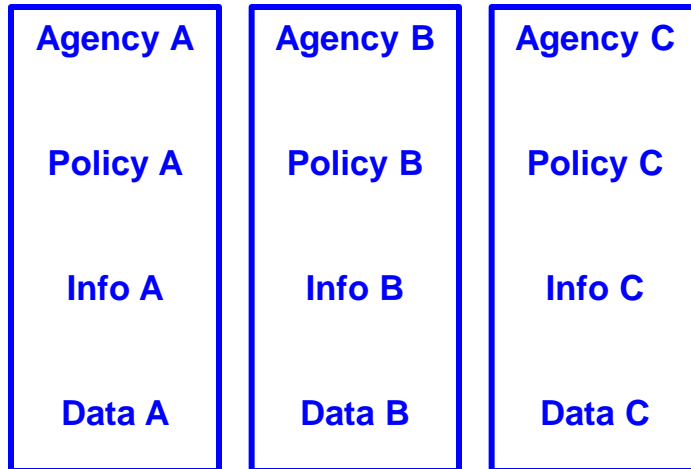 Agency A
Agency B
Agency C
Policy A
Policy B
Policy C
Info A
Info B
Info C
Data A
Data B
Data C